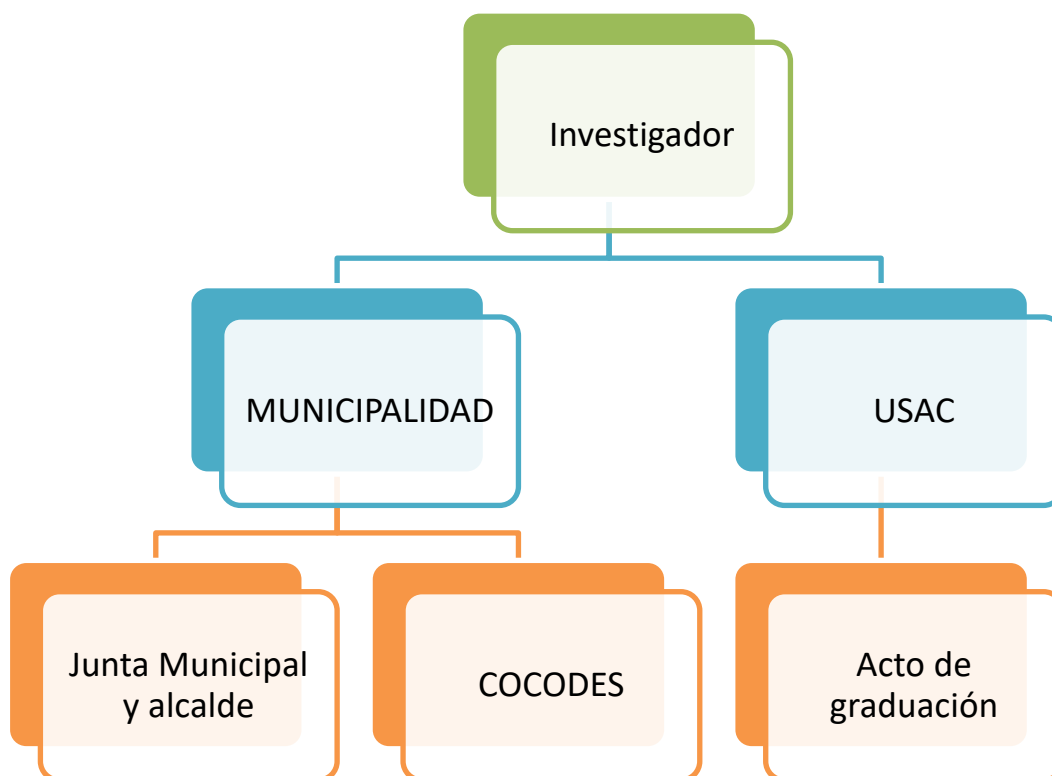 Investigador
MUNICIPALIDAD
USAC
Junta Municipal
y alcalde
COCODES
Acto de
graduación